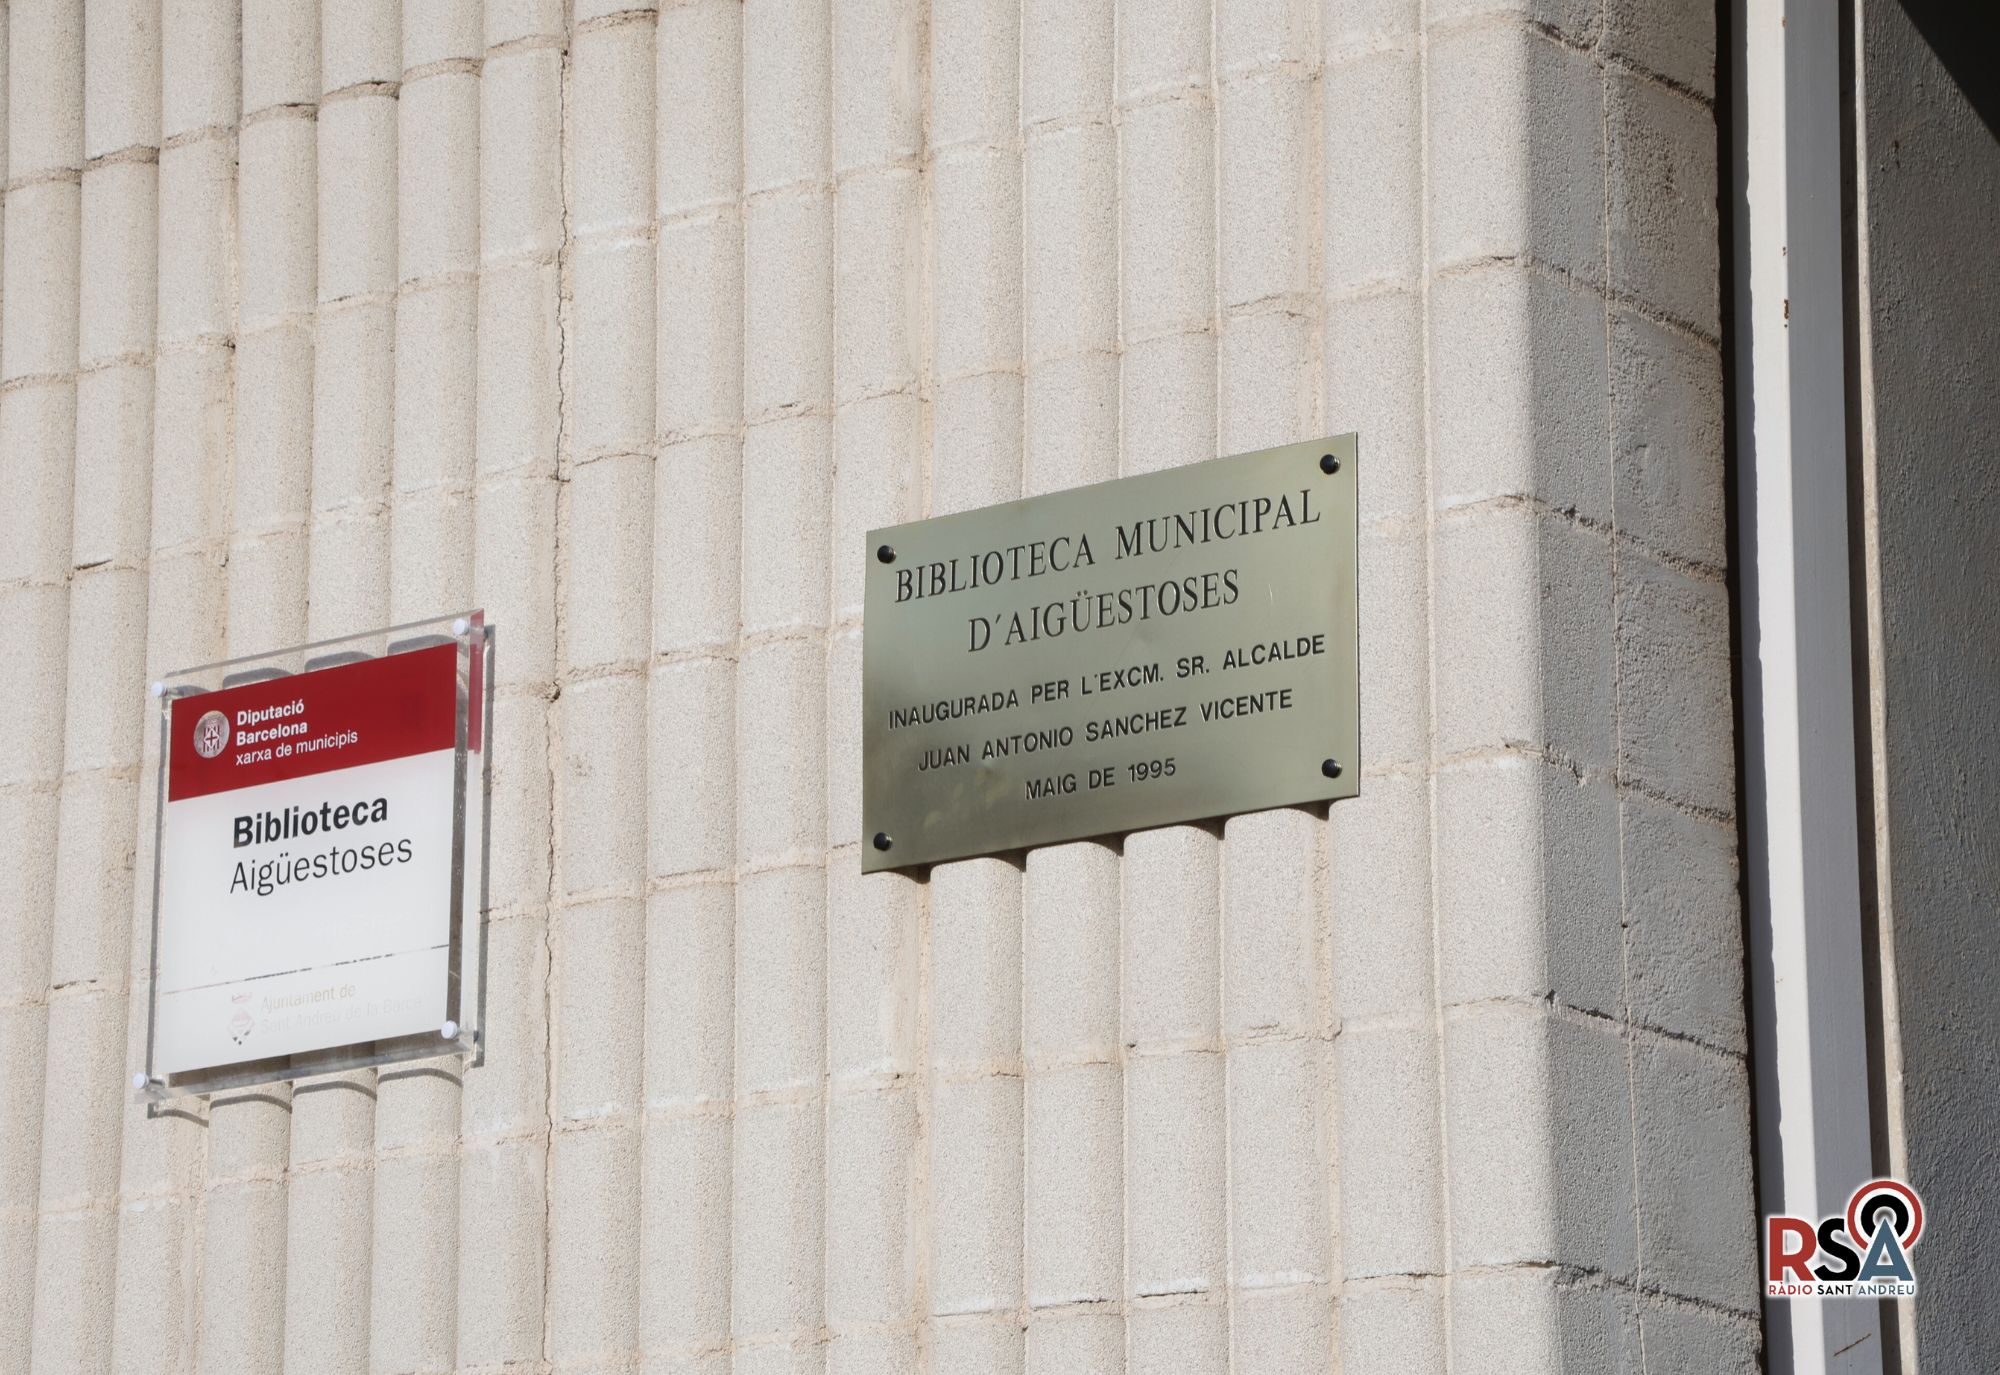 Diputació
Barcelona
xarxa de municipis
Biblioteca
Aigüestoses
Ajuntament de
Sant Andreu de la Barca
BIBLIOTECA MUNICIPAL
D´AIGÜESTOSES
INAUGURADA PER L´EXCM. SR. ALCALDE
JUAN ANTONIO SANCHEZ VICENTE
MAIG DE 1995
RSA
RÀDIO SANT ANDREU